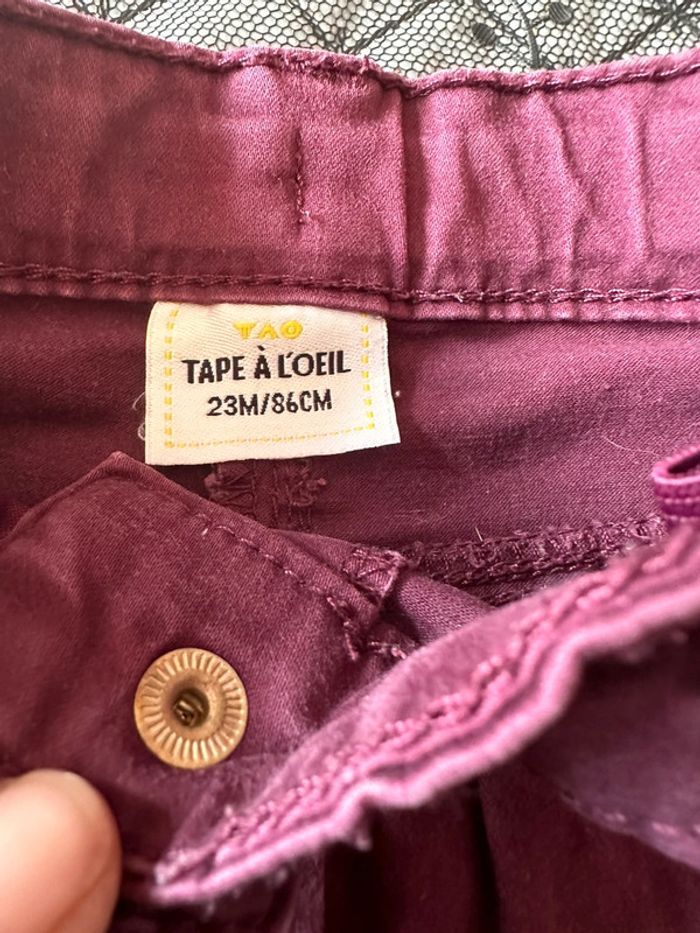 TAO
TAPE À L'OEIL
23M/86CM